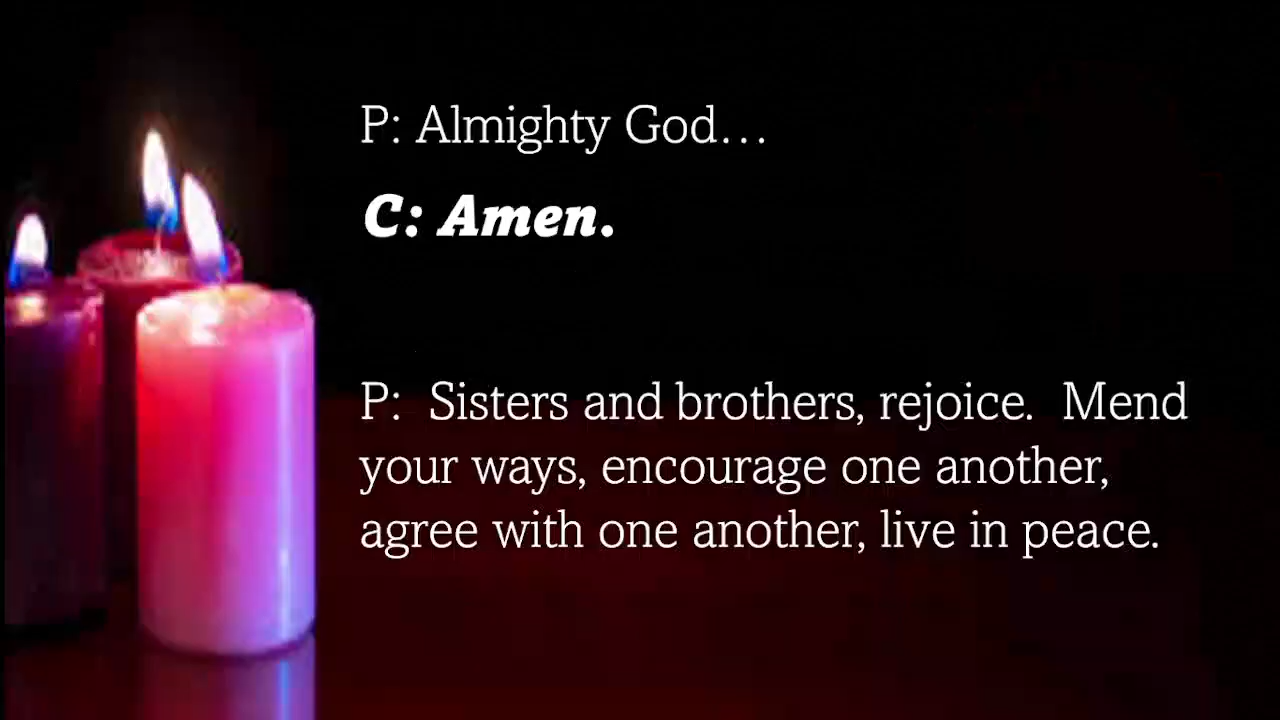 P: Almighty God…
C: Amen.
P:  Sisters and brothers, rejoice.  Mend
your ways, encourage one another,
agree with one another, live in peace.